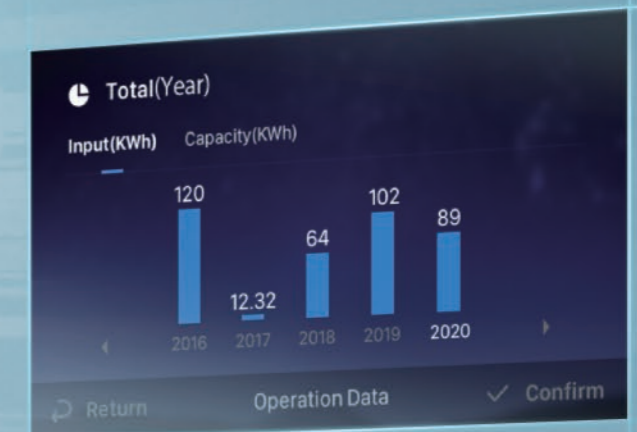 Total(Year)
Input(KWh) Capacity(KWh)
120 12.32 64 102 89
2016 2017 2018 2019 2020
Return Operation Data Confirm